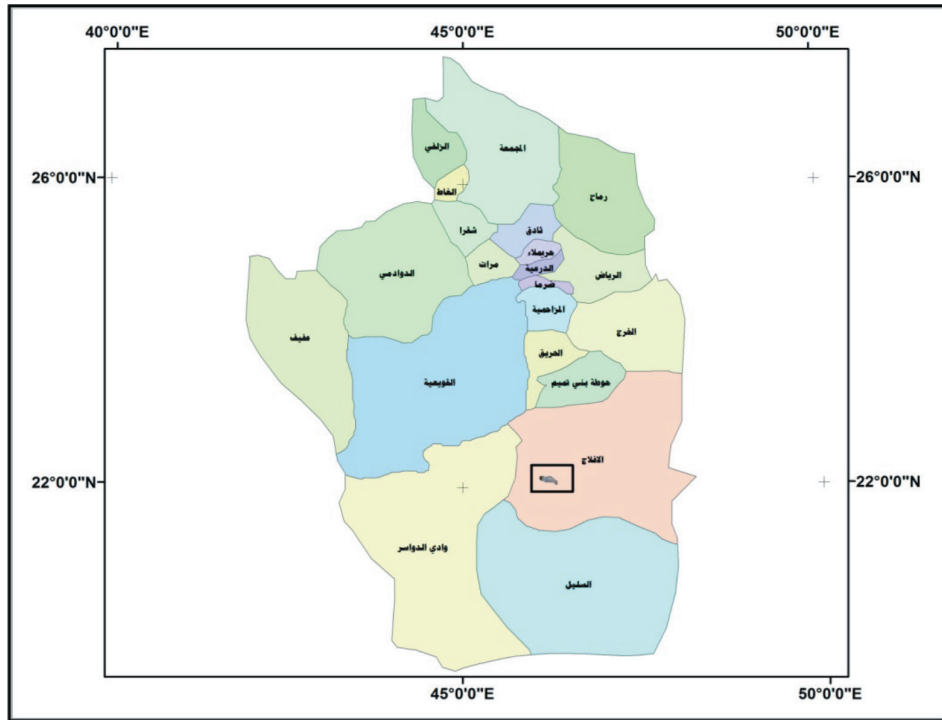 40°0'0"E 45°0'0"E 50°0'0"E
المجمعة
الزلفي
26°0'0"N 26°0'0"N
الغاط
رماح
ثادق
شقرا
حريملاء
مرات
الدرعية
الرياض
الدوادمي
ضرما
المزاحمية
الخرج
عفيف
الحريق
القويعية
حوطة بني تميم
الافلاج
22°0'0"N 22°0'0"N
وادي الدواسر
السليل
45°0'0"E 50°0'0"E